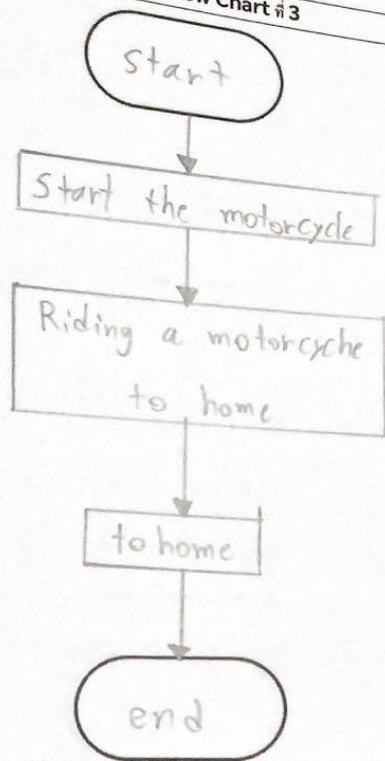 Chart ที่ 3
start
Start the motorcycle
Riding a motorcyche
to home
to home
end